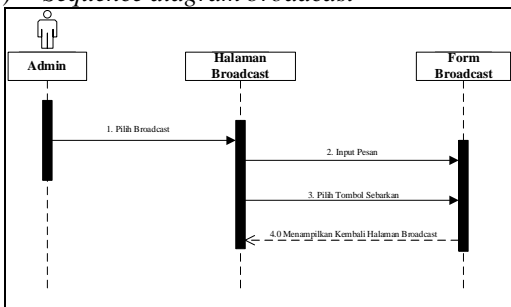 ) Sequence diagram broadcast
Admin
Halaman
Broadcast
Form
Broadcast
1. Pilih Broadcast
2. Input Pesan
3. Pilih Tombol Sebarkan
4.0 Menampilkan Kembali Halaman Broadcast